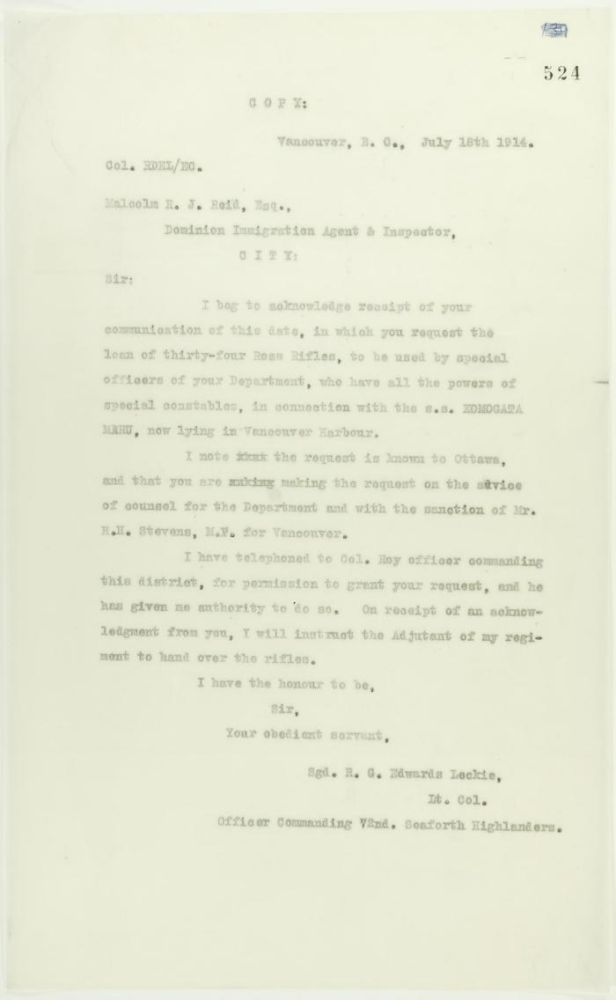 524
C O P Y:
Vancouver, B. C., July 18th 1914.
Col. RDEL/EC.
Malcolm R. J. Reid, Esq.,
Dominion Immigration Agent & Inspector,
C I T Y:
Sir:
I beg to acknowledge receipt of your
communication of this date, in which you request the
loan of thirty-four Ross Rifles, to be used by special
officers of your Department, who have all the powers of
special constables, in connection with the s.s. KOMOGATA
MARU, now lying in Vancouver Harbour.
I note the request is known to Ottawa,
and that you are making the request on the advice
of counsel for the Department and with the sanction of Mr.
H.H. Stevens, M.P. for Vancouver.
I have telephoned to Col. Roy officer commanding
this district, for permission to grant your request, and he
has given me authority to do so. On receipt of an acknow-
ledgment from you, I will instruct the Adjutant of my regi-
ment to hand over the rifles.
I have the honour to be,
Sir,
Your obedient servant,
Sgd. R. G. Edwards Leckie,
Lt. Col.
Officer Commanding 72nd. Seaforth Highlanders.